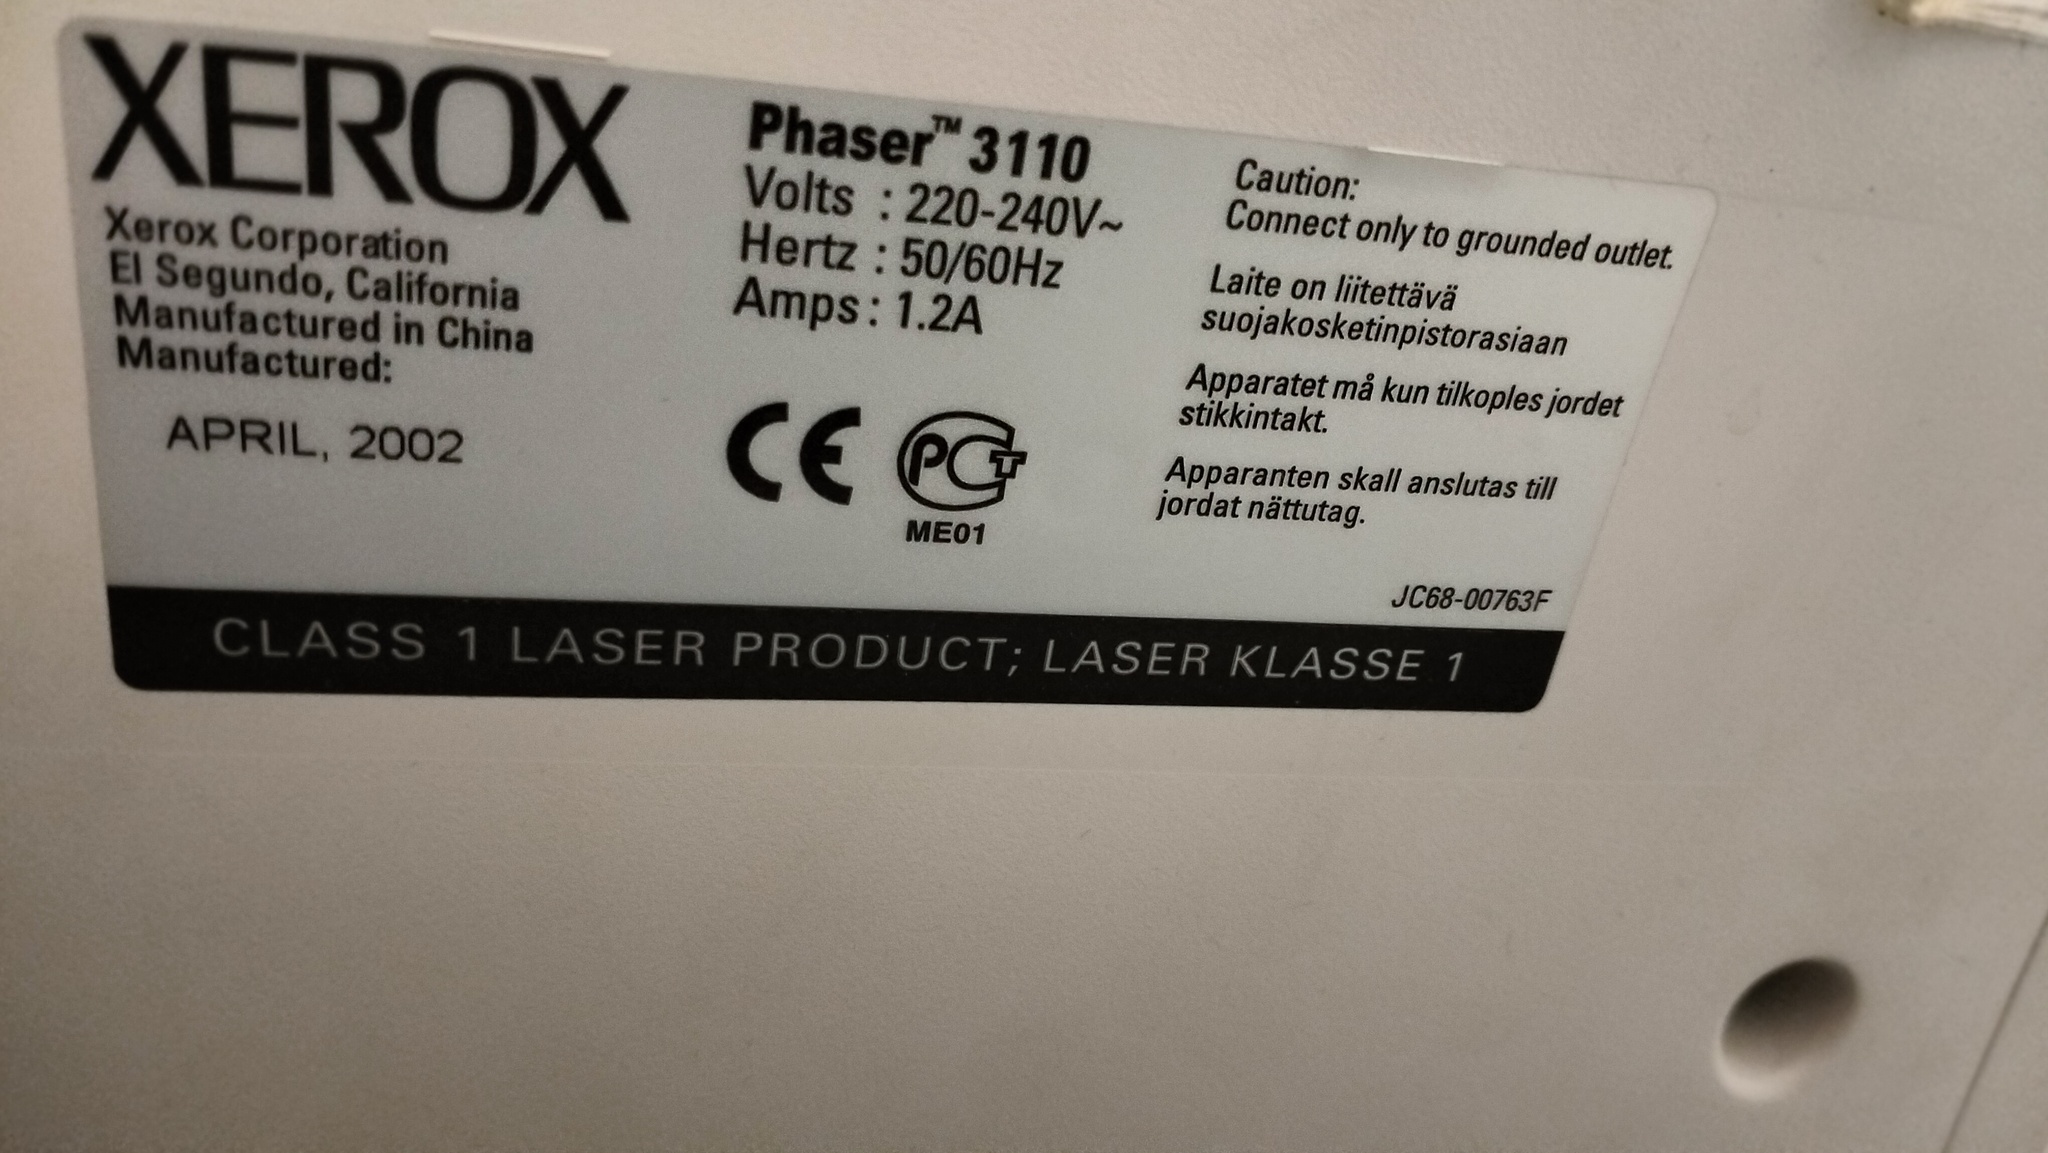 XEROX
Xerox Corporation
El Segundo, California
Manufactured in China
Manufactured:
APRIL, 2002
Phaser™ 3110
Volts : 220-240V~
Hertz : 50/60Hz
Amps : 1.2A
CE
PCT
ME01
Caution:
Connect only to grounded outlet.
Laite on liitettävä
suojakosketinpistorasiaan
Apparatet må kun tilkoples jordet
stikkintakt.
Apparanten skall anslutas till
jordat nättutag.
JC68-00763F
CLASS 1 LASER PRODUCT; LASER KLASSE 1